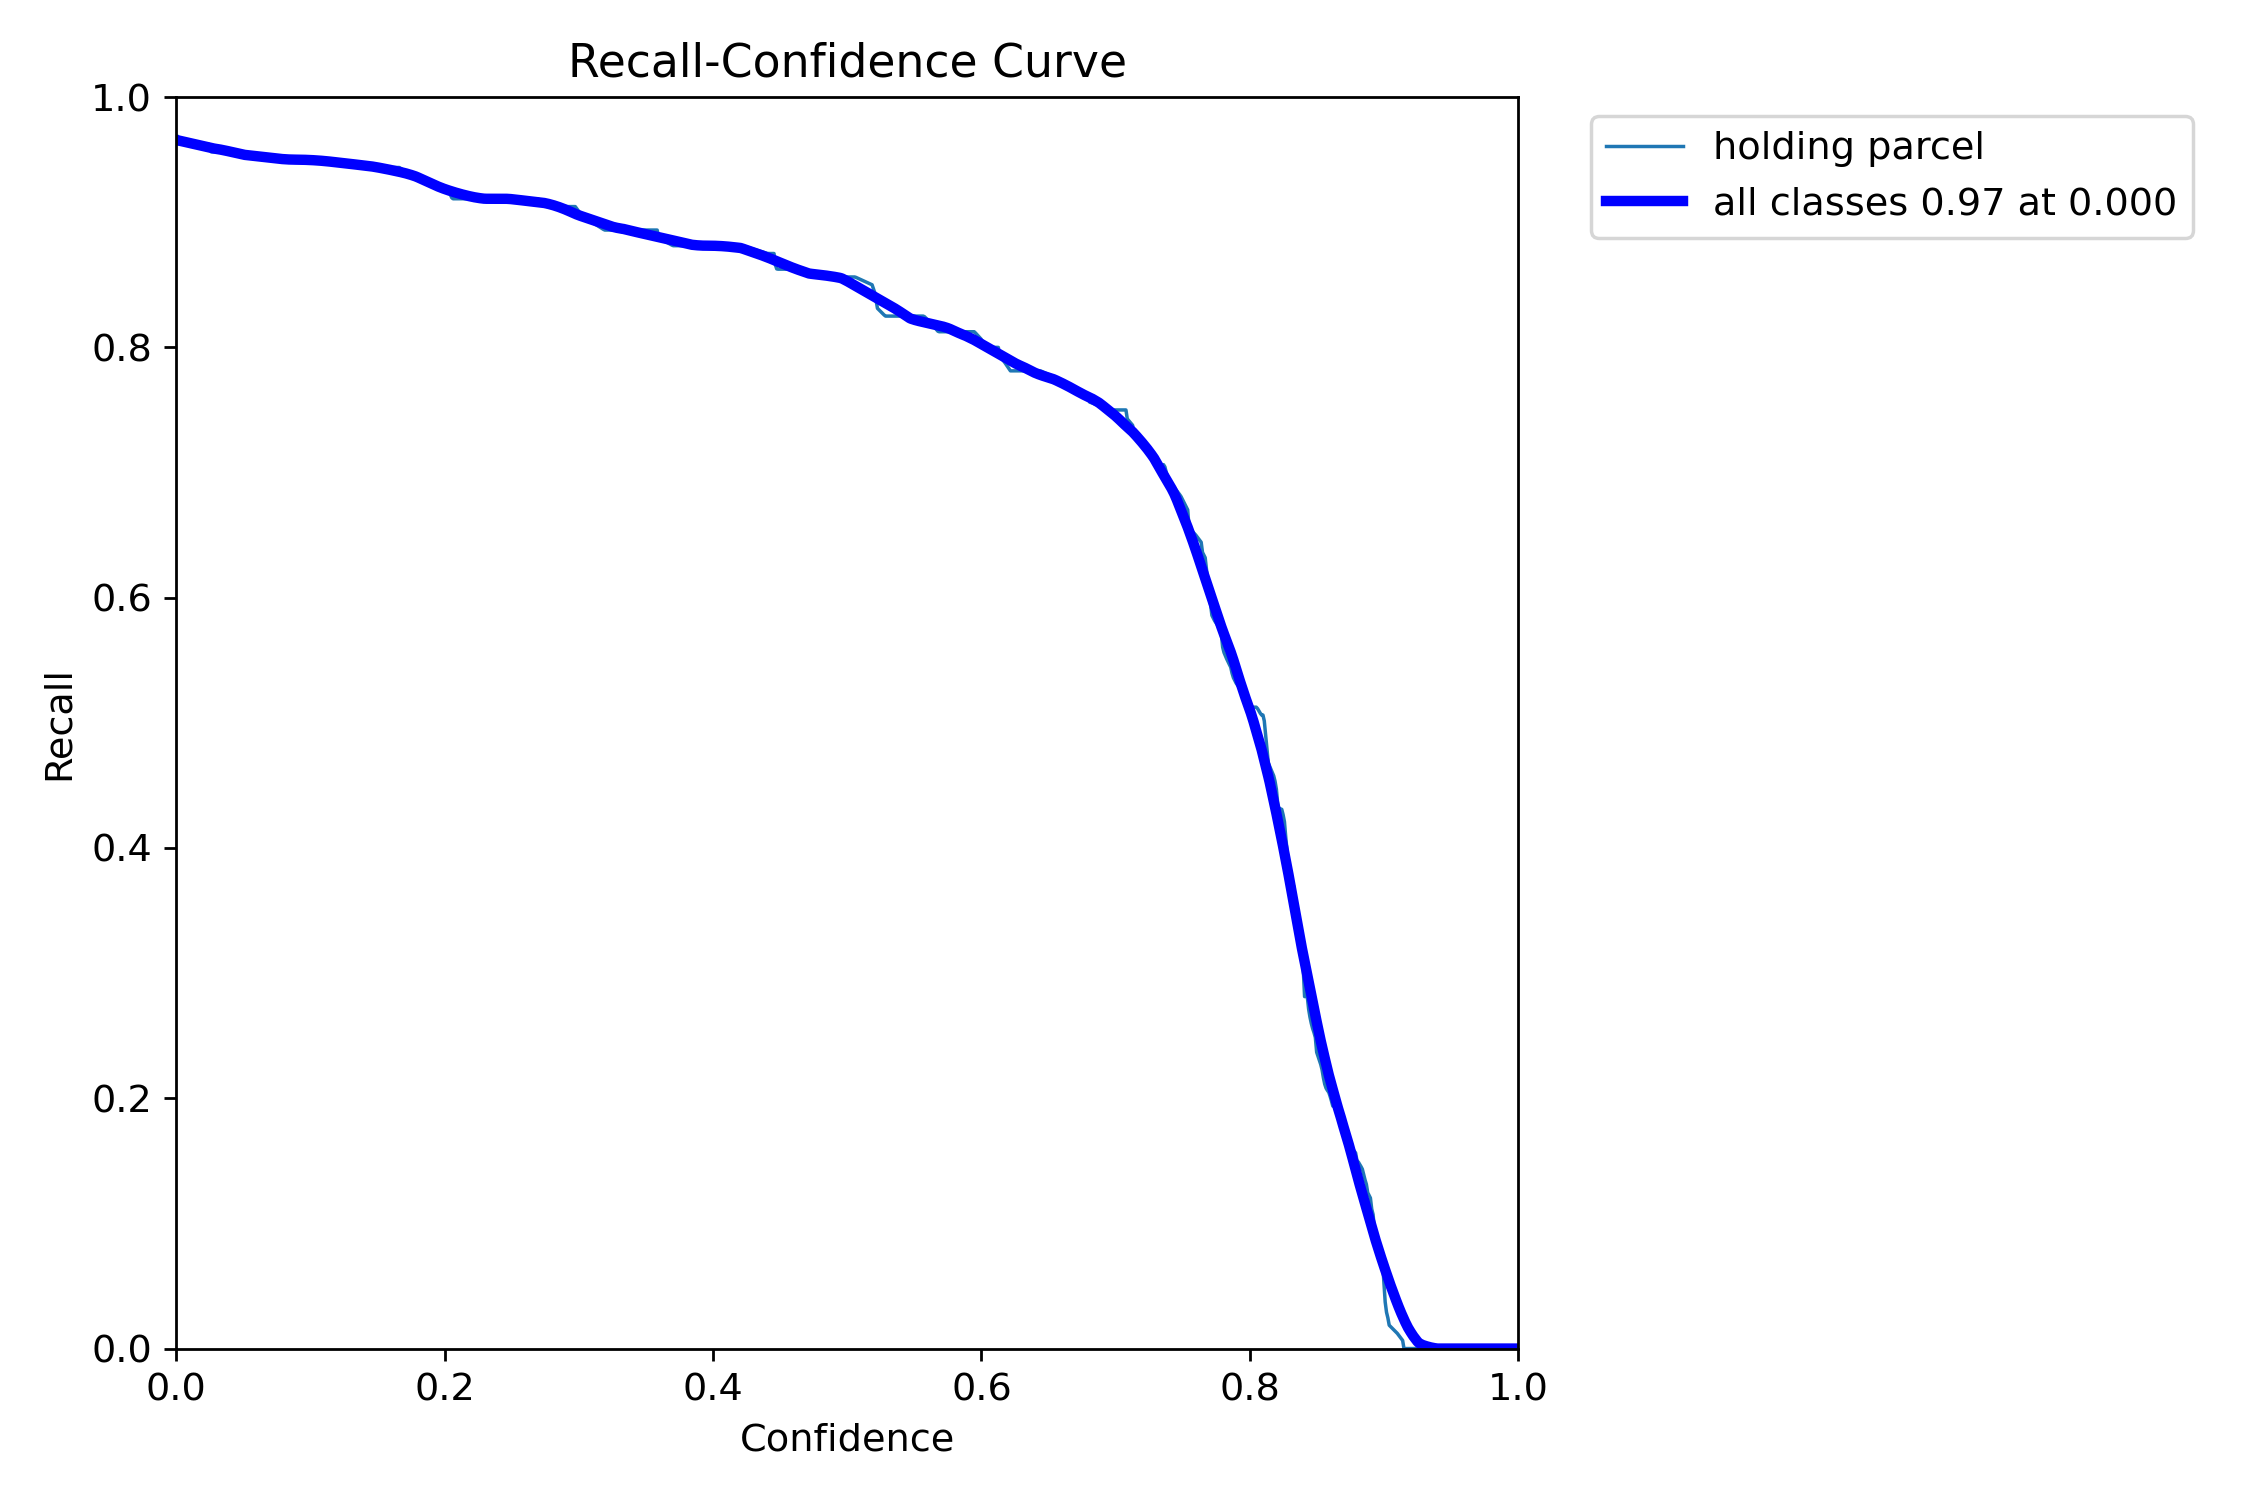 Recall-Confidence Curve
1.0
0.8
0.6
0.4
0.2
0.0
Recall
0.0 0.2 0.4 0.6 0.8 1.0
Confidence
holding parcel
all classes 0.97 at 0.000